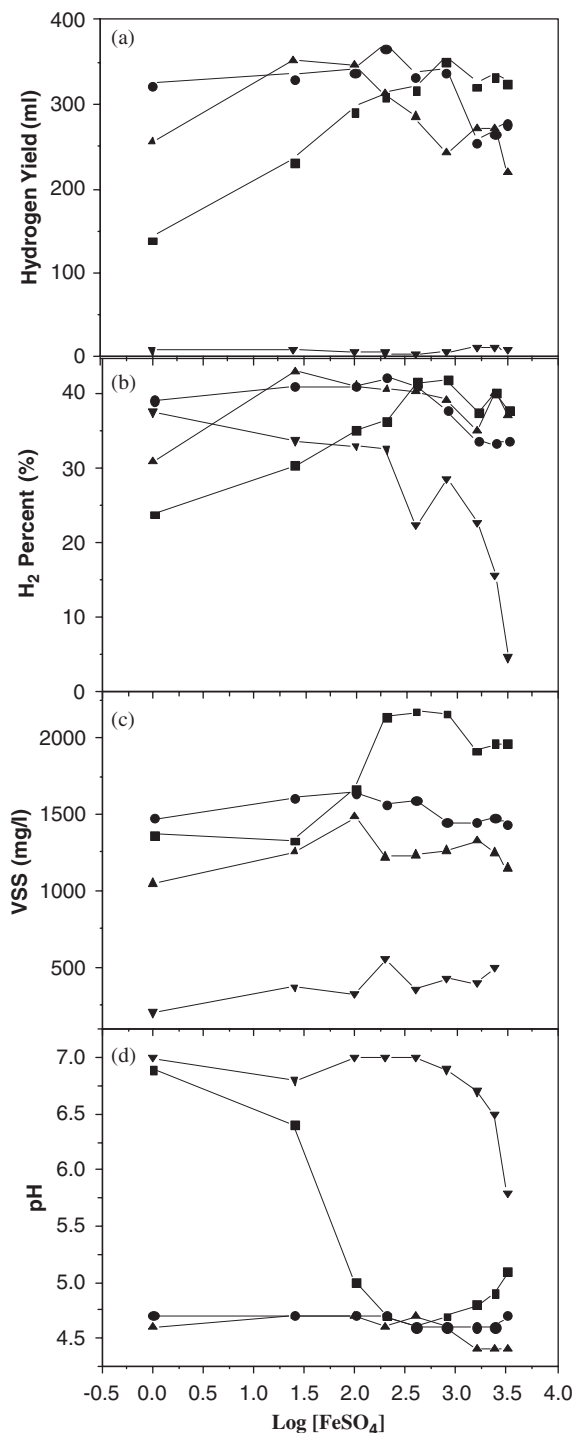 (a)
400
300
200
100
0
Hydrogen Yield (ml)
(b)
40
30
20
10
0
H₂ Percent (%)
(c)
2000
1500
1000
500
VSS (mg/l)
(d)
7.0
6.5
6.0
5.5
5.0
4.5
pH
-0.5 0.0 0.5 1.0 1.5 2.0 2.5 3.0 3.5 4.0
Log [FeSO₄]